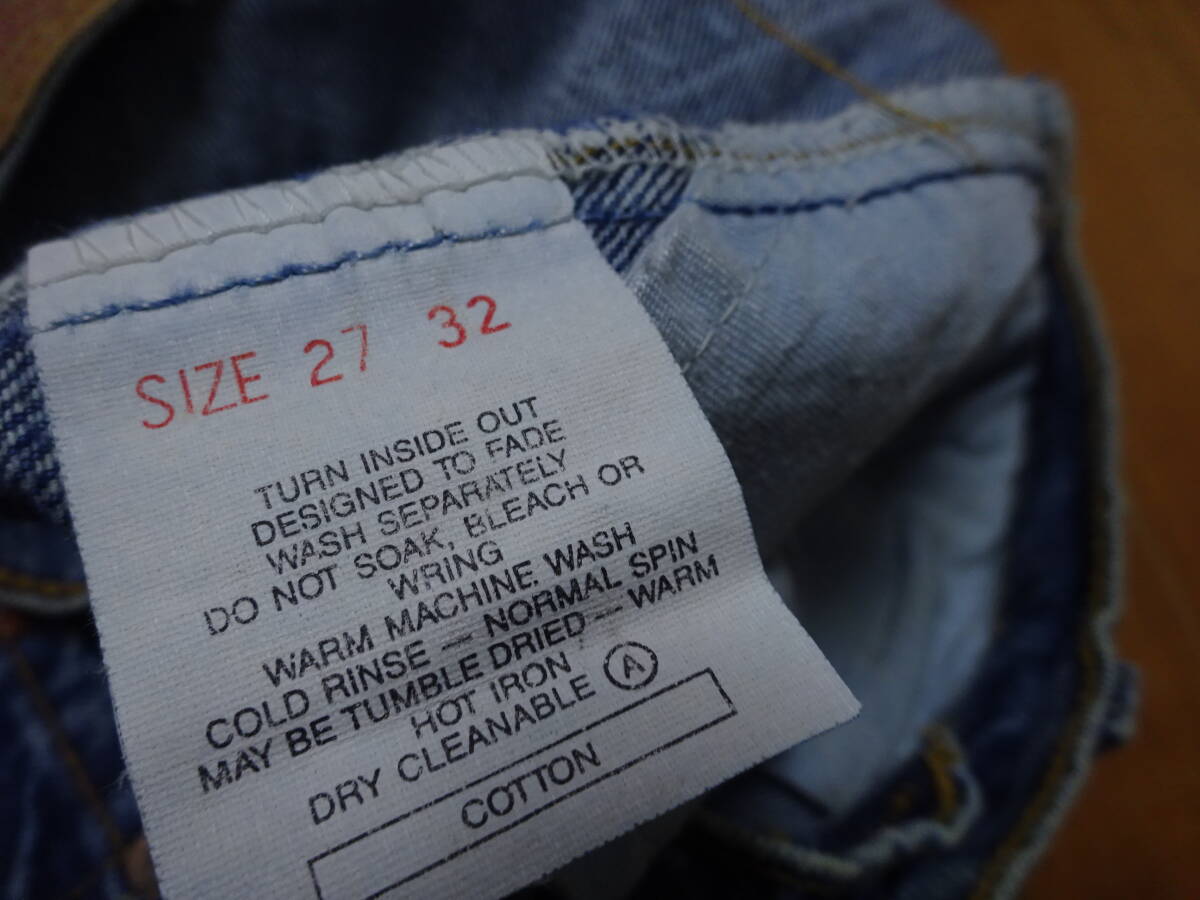 SIZE 27 32
TURN INSIDE OUT
DESIGNED TO FADE
WASH SEPARATELY
DO NOT SOAK, BLEACH OR
WRING
WARM MACHINE WASH
COLD RINSE — NORMAL SPIN
MAY BE TUMBLE DRIED — WARM
HOT IRON
DRY CLEANABLE Ⓐ
COTTON